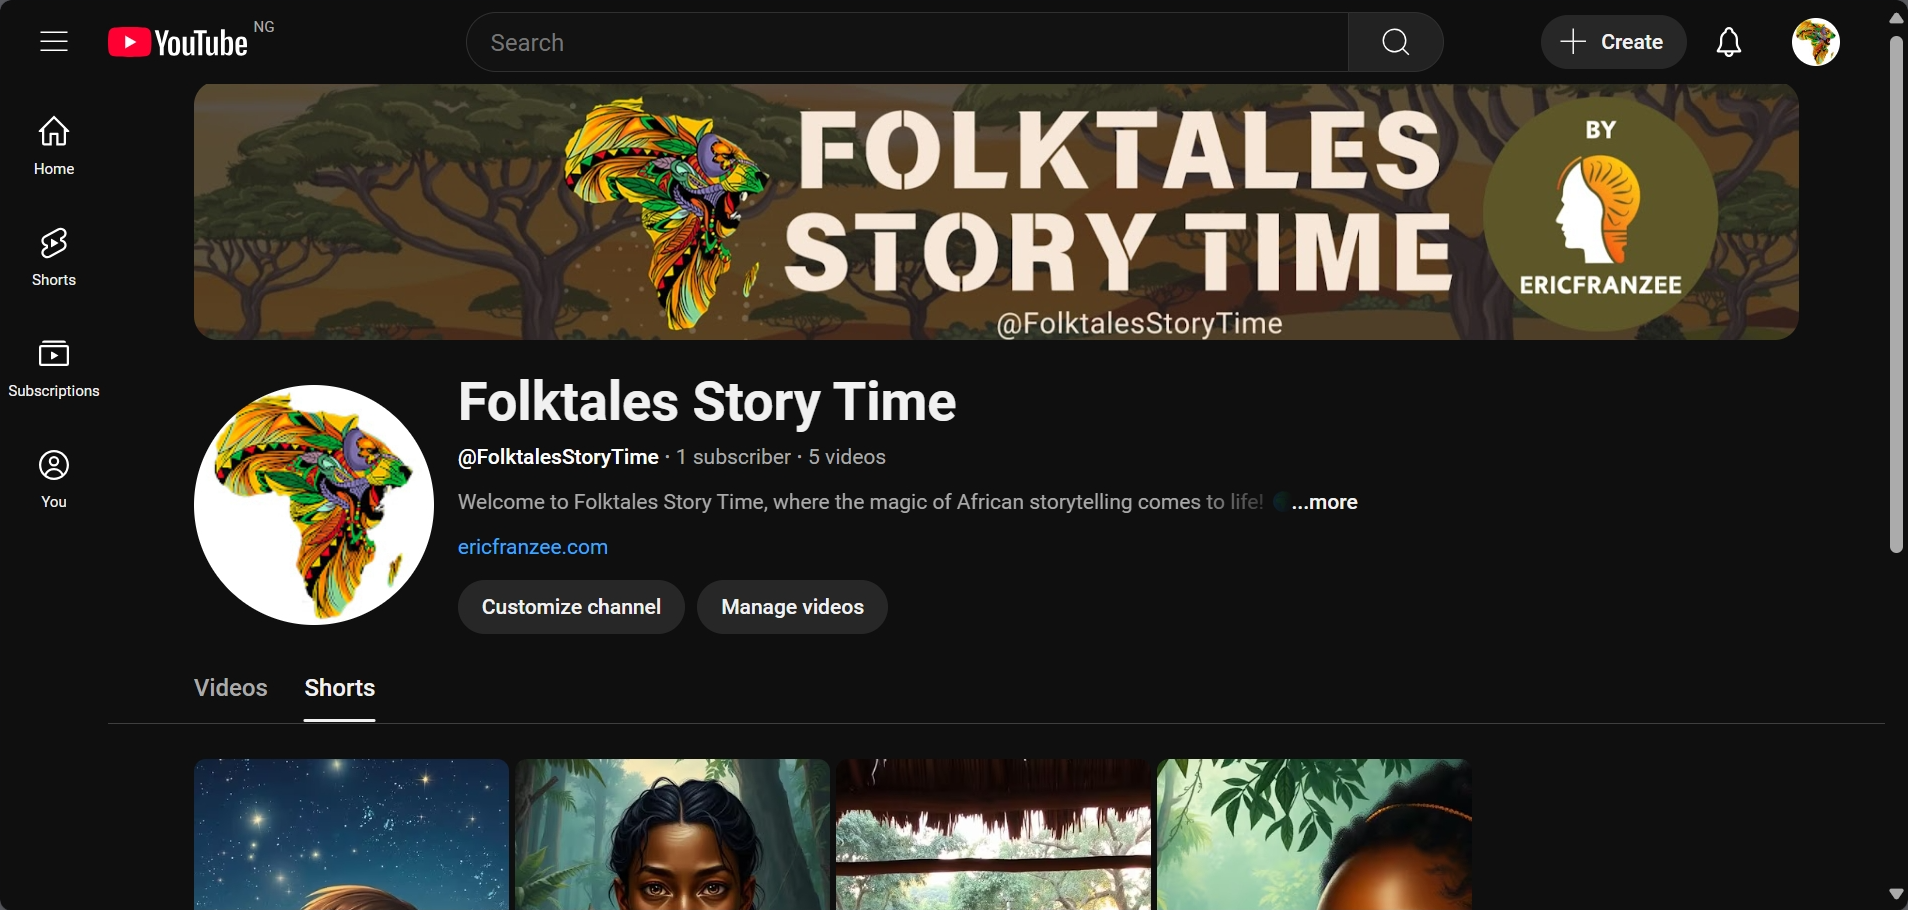 YouTube NG
Search
Create
Home
Shorts
Subscriptions
You
FOLKTALES
STORY TIME
@FolktalesStoryTime
BY
ERICFRANZEE
Folktales Story Time
@FolktalesStoryTime · 1 subscriber · 5 videos
Welcome to Folktales Story Time, where the magic of African storytelling comes to life! ...more
ericfranzee.com
Customize channel Manage videos
Videos Shorts